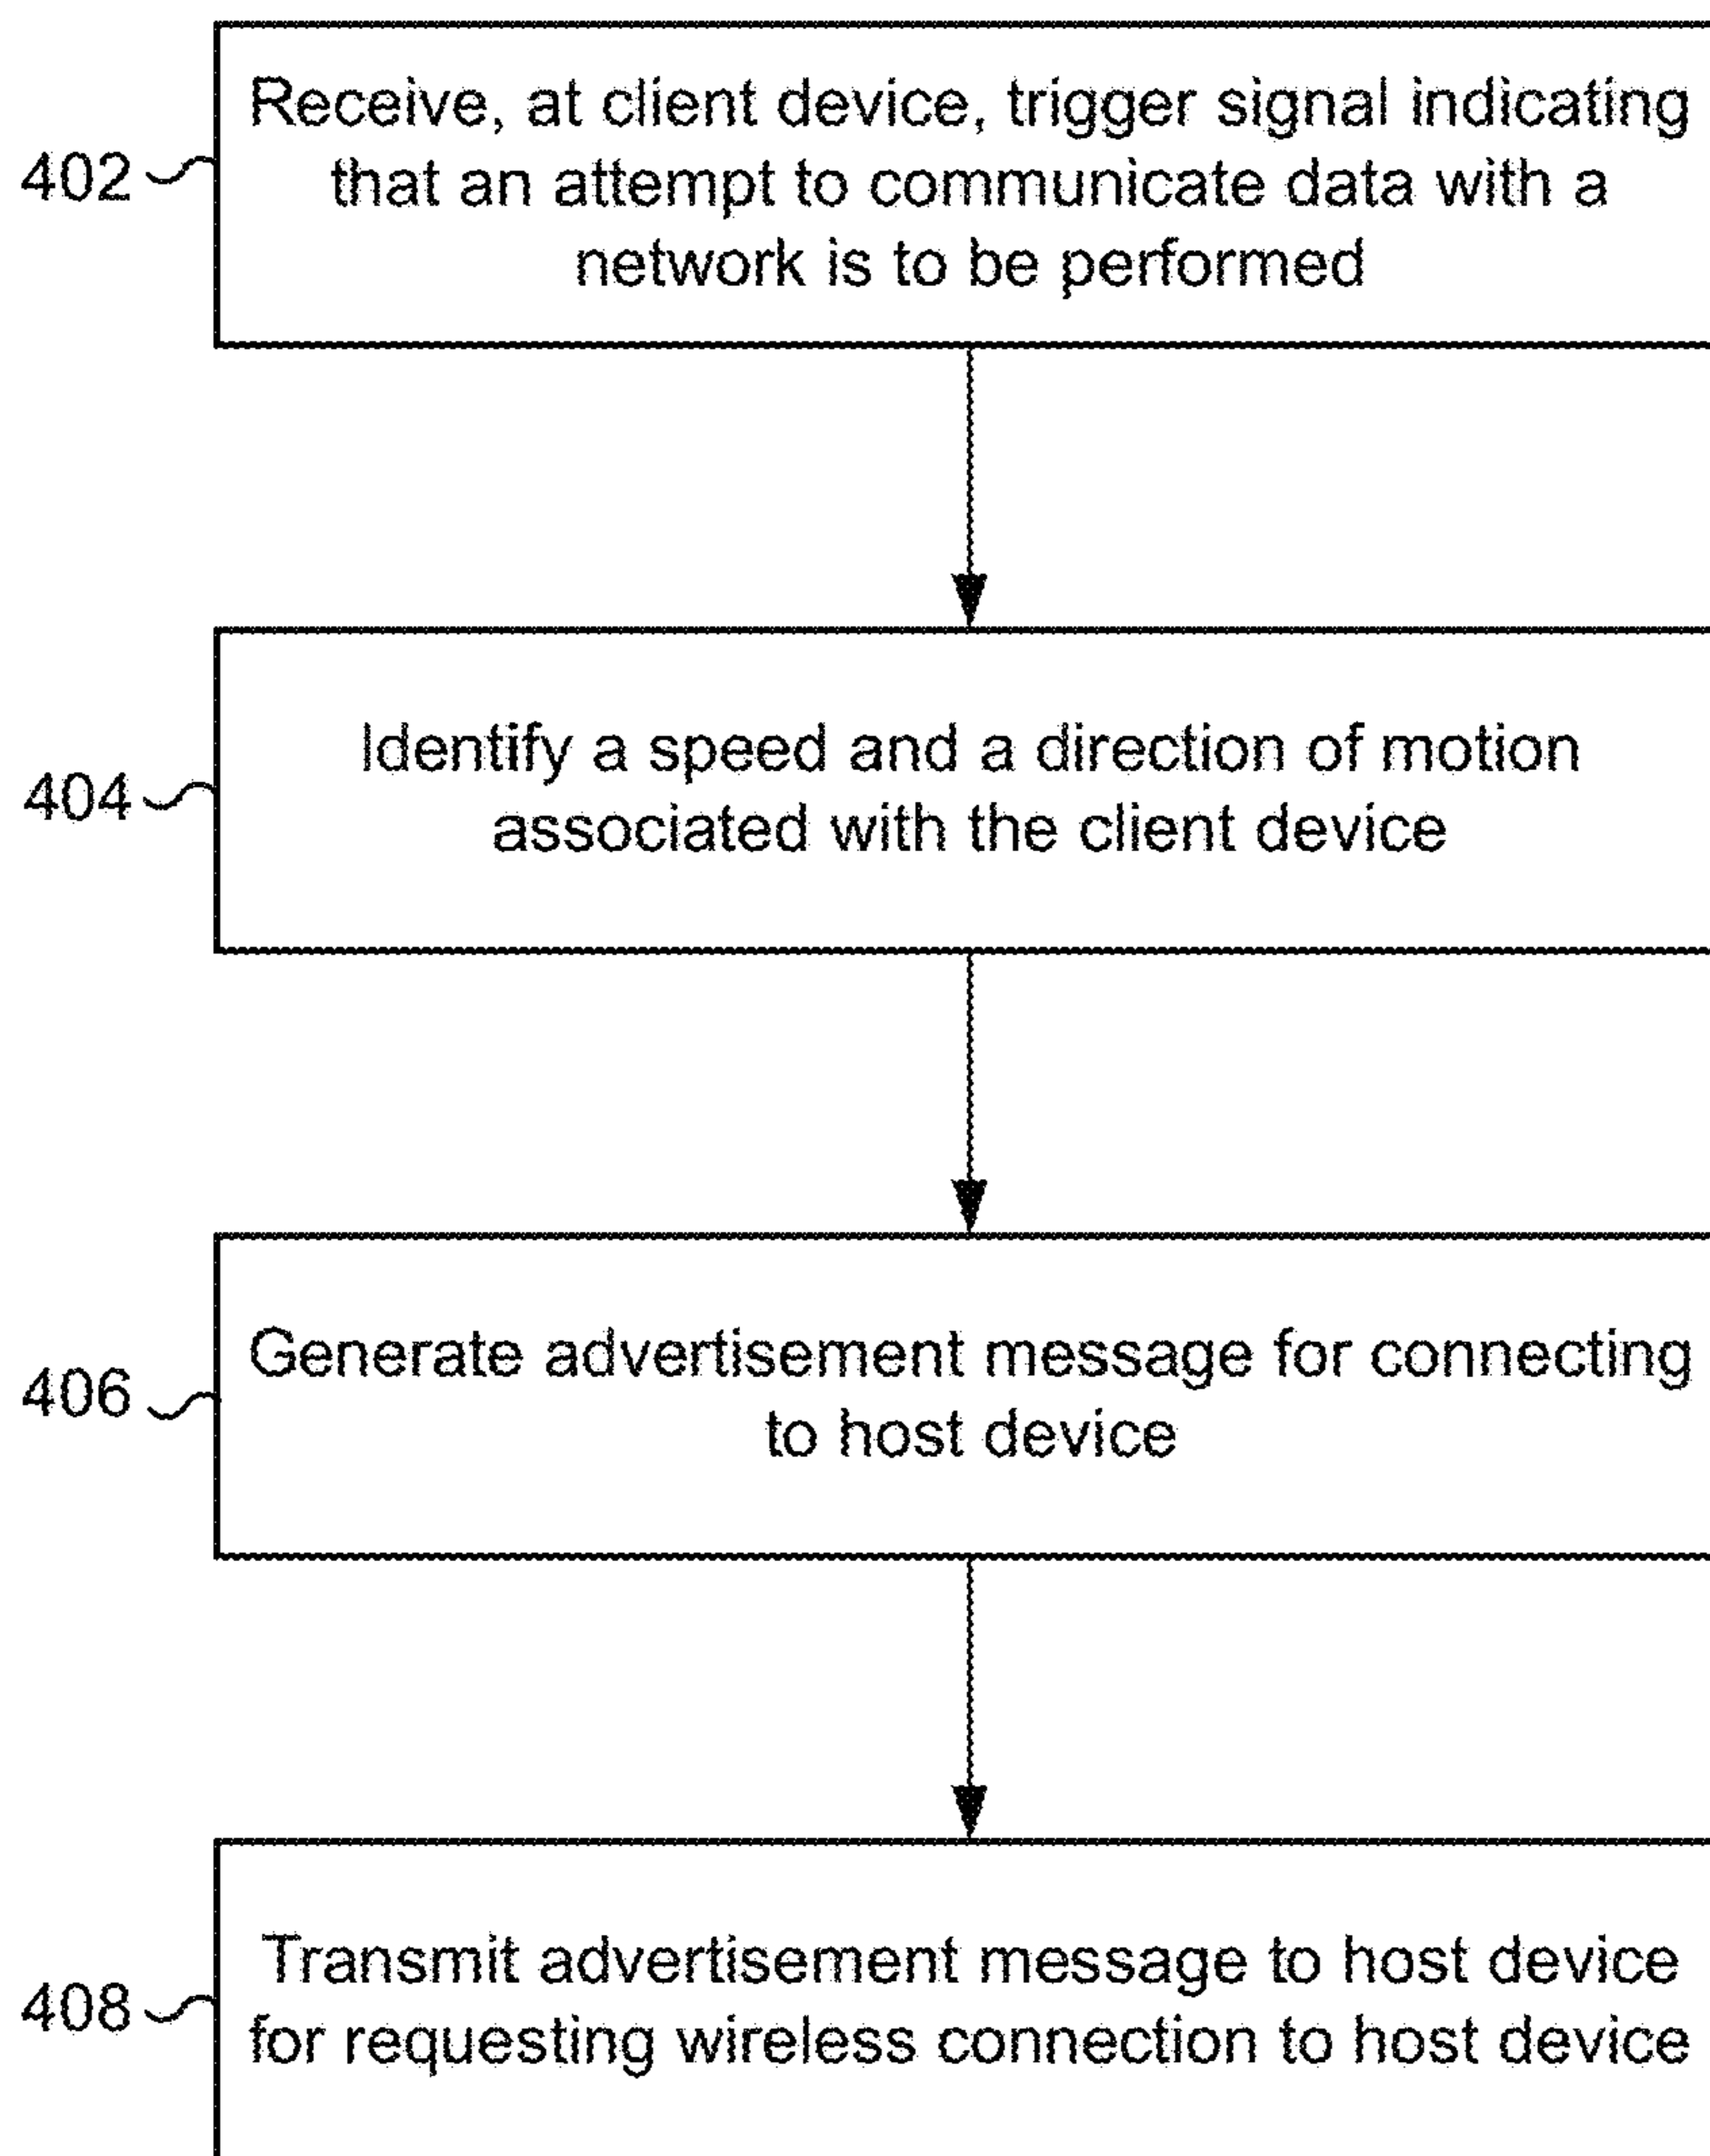 Receive, at client device, trigger signal indicating
402
that an attempt to communicate data with a
network is to be performed
Identify a speed and a direction of motion
404
associated with the client device
Generate advertisement message for connecting
406
to host device
Transmit advertisement message to host device
408
for requesting wireless connection to host device